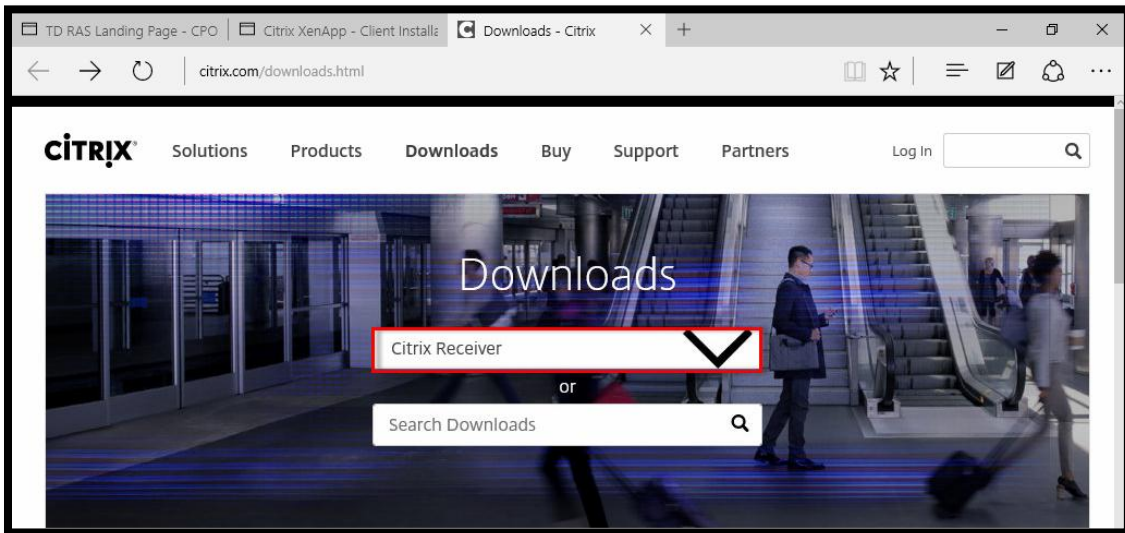 TD RAS Landing Page - CPO Citrix XenApp - Client Installa Downloads - Citrix
citrix.com/downloads.html
CITRIX Solutions Products Downloads Buy Support Partners Log In
Downloads
Citrix Receiver
or
Search Downloads